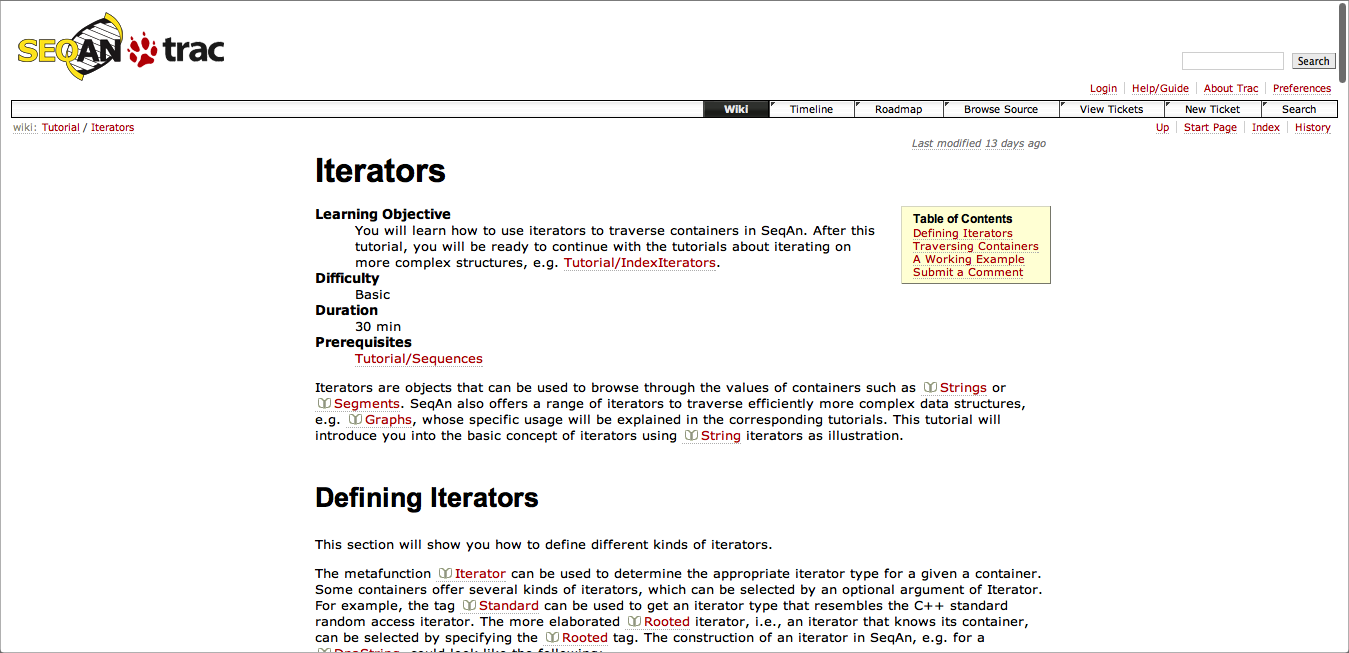 SEQAN trac
Search
Login Help/Guide About Trac Preferences
Wiki Timeline Roadmap Browse Source View Tickets New Ticket Search
wiki: Tutorial / Iterators
Up Start Page Index History
Last modified 13 days ago
Iterators
Learning Objective
You will learn how to use iterators to traverse containers in SeqAn. After this
tutorial, you will be ready to continue with the tutorials about iterating on
more complex structures, e.g. Tutorial/IndexIterators.
Difficulty
Basic
Duration
30 min
Prerequisites
Tutorial/Sequences
Table of Contents
Defining Iterators
Traversing Containers
A Working Example
Submit a Comment
Iterators are objects that can be used to browse through the values of containers such as Strings or
Segments. SeqAn also offers a range of iterators to traverse efficiently more complex data structures,
e.g. Graphs, whose specific usage will be explained in the corresponding tutorials. This tutorial will
introduce you into the basic concept of iterators using String iterators as illustration.
Defining Iterators
This section will show you how to define different kinds of iterators.
The metafunction Iterator can be used to determine the appropriate iterator type for a given a container.
Some containers offer several kinds of iterators, which can be selected by an optional argument of Iterator.
For example, the tag Standard can be used to get an iterator type that resembles the C++ standard
random access iterator. The more elaborated Rooted iterator, i.e., an iterator that knows its container,
can be selected by specifying the Rooted tag. The construction of an iterator in SeqAn, e.g. for a
DnaString, could look like the following: